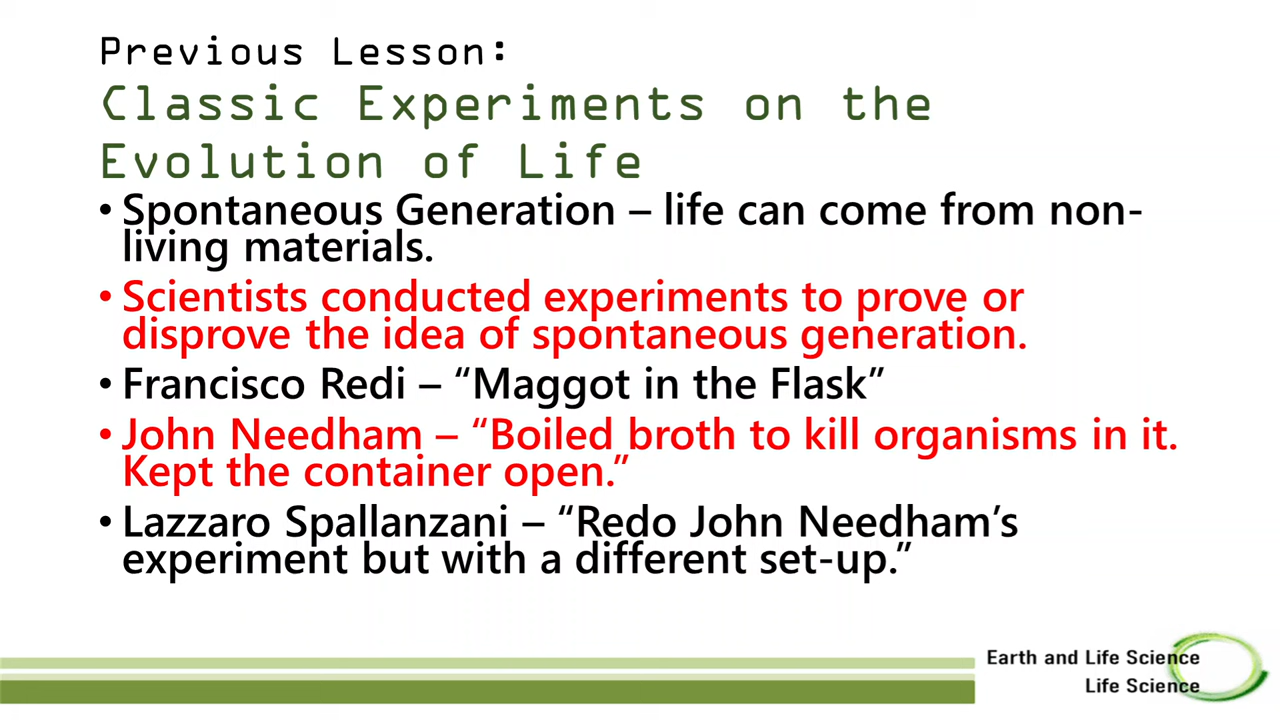 Previous Lesson:
Classic Experiments on the
Evolution of Life
• Spontaneous Generation – life can come from non-
living materials.
• Scientists conducted experiments to prove or
disprove the idea of spontaneous generation.
• Francisco Redi – “Maggot in the Flask”
• John Needham – “Boiled broth to kill organisms in it.
Kept the container open.”
• Lazzaro Spallanzani – “Redo John Needham’s
experiment but with a different set-up.”
Earth and Life Science
Life Science